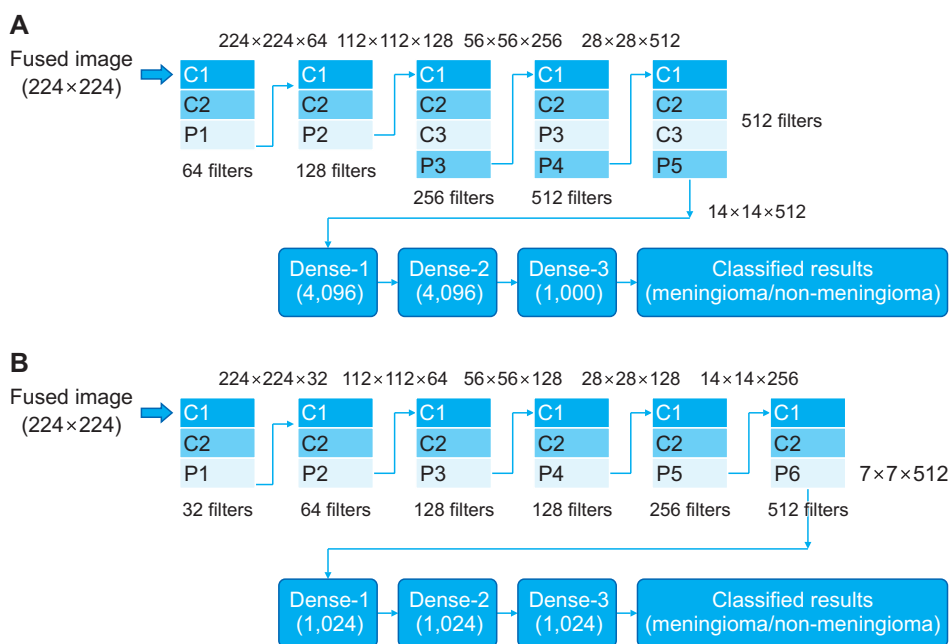 A
224×224×64 112×112×128 56×56×256 28×28×512
Fused image
(224×224)
C1
C2
P1
64 filters
C1
C2
P2
128 filters
C1
C2
C3
P3
256 filters
C1
C2
P3
P4
512 filters
C1
C2
C3
P5
512 filters
14×14×512
Dense-1
(4,096)
Dense-2
(4,096)
Dense-3
(1,000)
Classified results
(meningioma/non-meningioma)
B
224×224×32 112×112×64 56×56×128 28×28×128 14×14×256
Fused image
(224×224)
C1
C2
P1
32 filters
C1
C2
P2
64 filters
C1
C2
P3
128 filters
C1
C2
P4
128 filters
C1
C2
P5
256 filters
C1
C2
P6
512 filters
7×7×512
Dense-1
(1,024)
Dense-2
(1,024)
Dense-3
(1,024)
Classified results
(meningioma/non-meningioma)